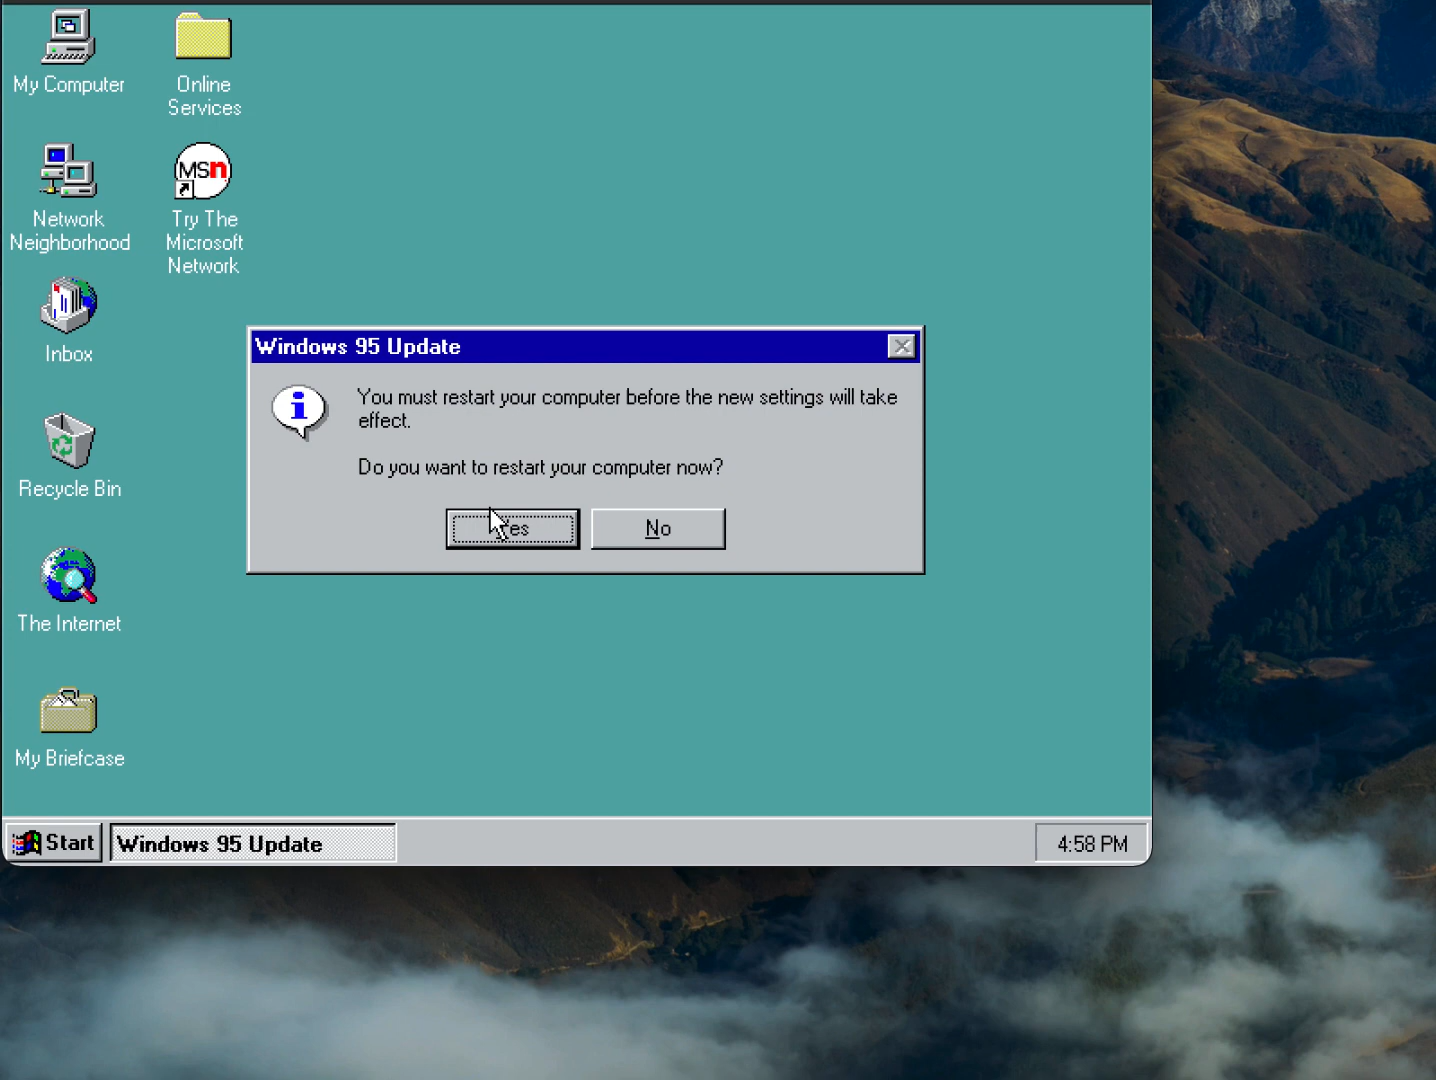 My Computer
Online
Services
Network
Neighborhood
MSn
Try The
Microsoft
Network
Inbox
Recycle Bin
The Internet
My Briefcase
Windows 95 Update
You must restart your computer before the new settings will take
effect.
Do you want to restart your computer now?
Yes
No
Start
Windows 95 Update
4:58 PM